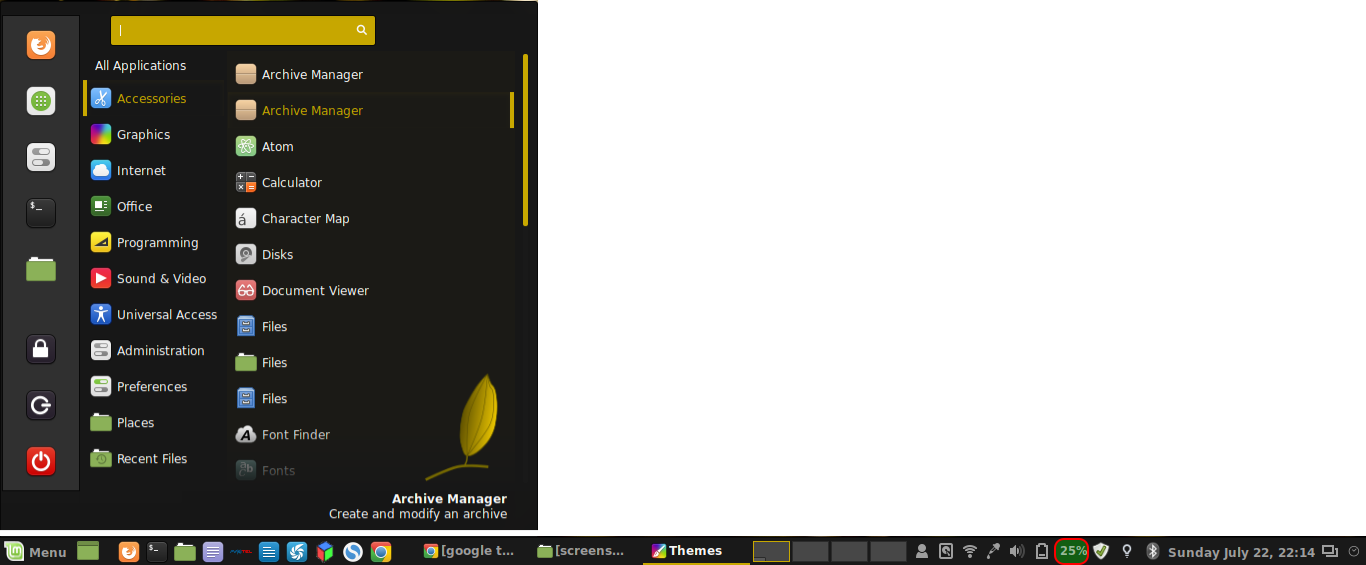 All Applications
Accessories
Graphics
Internet
Office
Programming
Sound & Video
Universal Access
Administration
Preferences
Places
Recent Files
Archive Manager
Archive Manager
Atom
Calculator
Character Map
Disks
Document Viewer
Files
Files
Files
Font Finder
Fonts
Archive Manager
Create and modify an archive
Menu [google t... [screens... Themes 25% Sunday July 22, 22:14